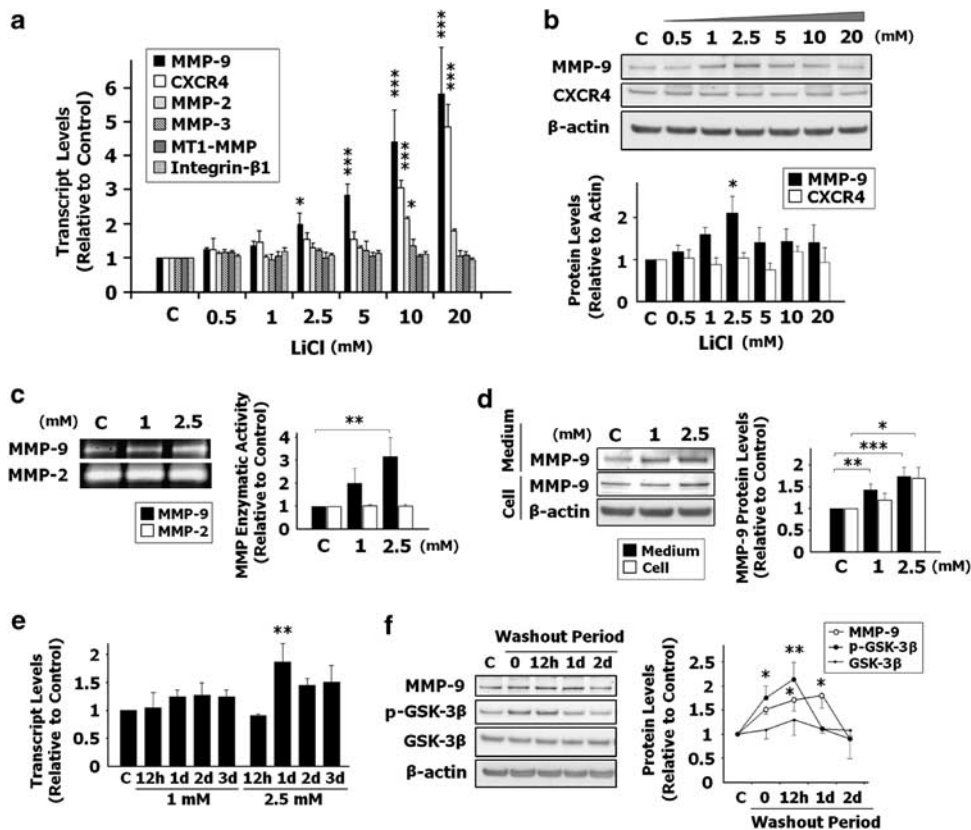 a
***
***
***
***
***
*
*
6
5
4
3
2
1
0
Transcript Levels
(Relative to Control)
MMP-9
CXCR4
MMP-2
MMP-3
MT1-MMP
Integrin-β1
C 0.5 1 2.5 5 10 20
LiCl (mM)
b
C 0.5 1 2.5 5 10 20 (mM)
MMP-9
CXCR4
β-actin
MMP-9
CXCR4
*
2
1
0
Protein Levels
(Relative to Actin)
C 0.5 1 2.5 5 10 20
LiCl (mM)
c
(mM) C 1 2.5
MMP-9
MMP-2
MMP-9
MMP-2
MMP Enzymatic Activity
(Relative to Control)
4
3
2
1
0
**
C 1 2.5 (mM)
d
(mM) C 1 2.5
Medium
MMP-9
Cell
MMP-9
β-actin
Medium
Cell
MMP-9 Protein Levels
(Relative to Control)
2
1.5
1
0.5
*
***
**
C 1 2.5 (mM)
e
Transcript Levels
(Relative to Control)
2
1.5
1
0.5
**
C 12h 1d 2d 3d 12h 1d 2d 3d
1 mM 2.5 mM
f
Washout Period
C 0 12h 1d 2d
MMP-9
p-GSK-3β
GSK-3β
β-actin
MMP-9
p-GSK-3β
GSK-3β
Protein Levels
(Relative to Control)
2.5
2
1.5
1
0.5
0
*
**
*
*
C 0 12h 1d 2d
Washout Period